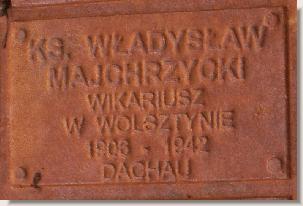 KS. WŁADYSŁAW
MAJCHRZYCKI
WIKARIUSZ
W WOLSZTYNIE
1903 - 1942
DACHAU